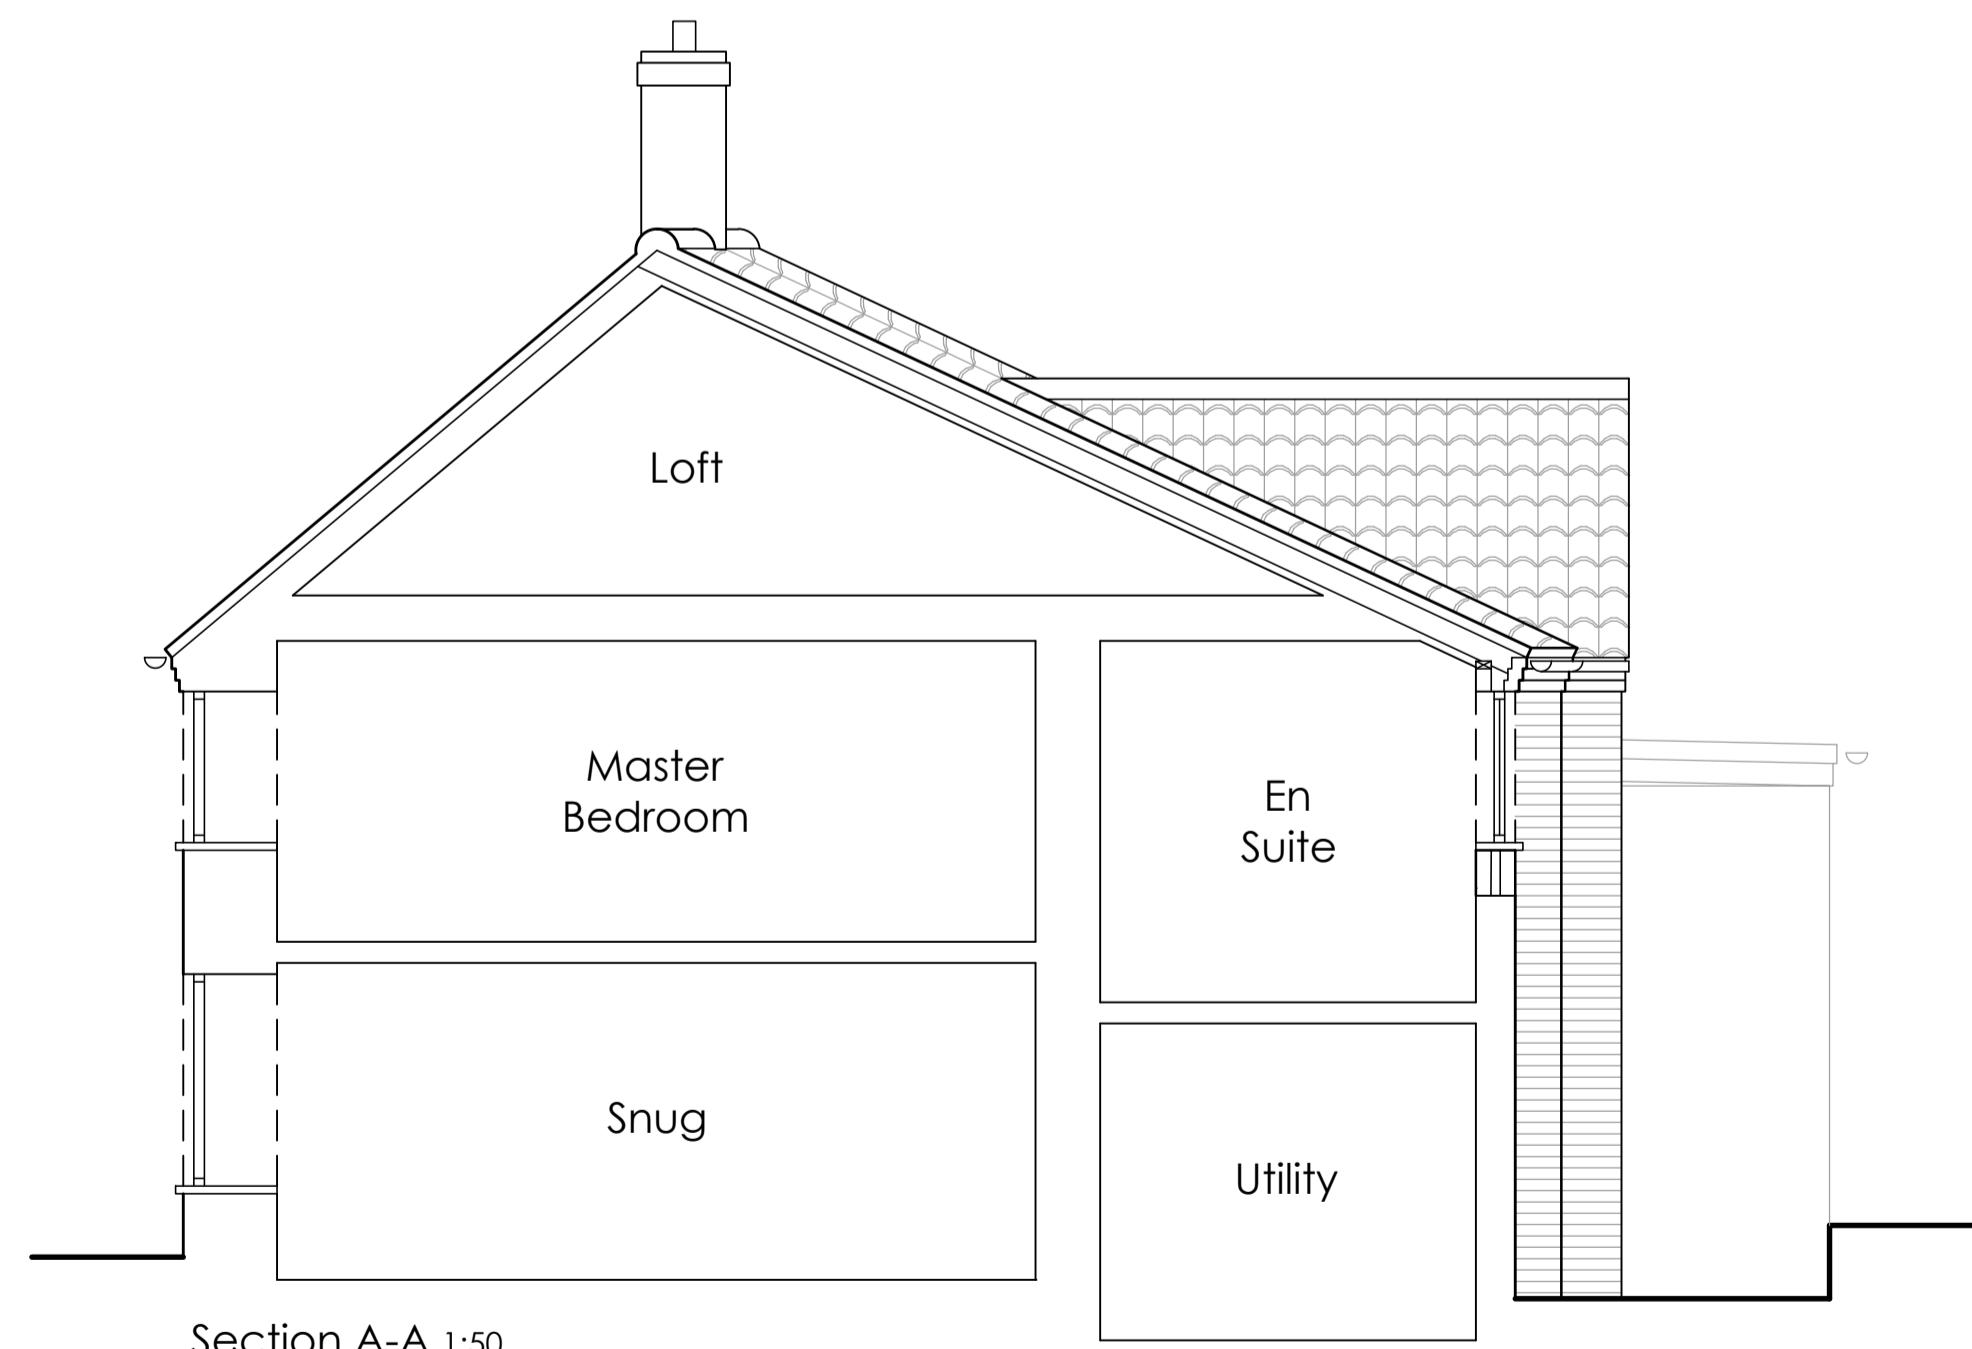 Loft
Master
Bedroom
En
Suite
Snug
Utility
Section A-A 1:50